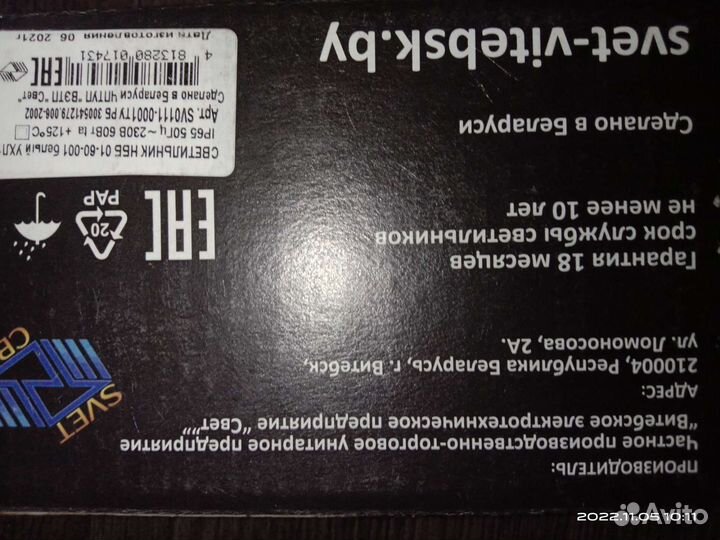 ПРОИЗВОДИТЕЛЬ:
Частное производственно-торговое унитарное предприятие
"Витебское электротехническое предприятие "Свет""
АДРЕС:
210004, Республика Беларусь, г. Витебск,
ул. Ломоносова, 2А.
Гарантия 18 месяцев
срок службы светильников
не менее 10 лет
Сделано в Беларуси
svet-vitebsk.by
SVET
СВ
EAC
20
PAP
СВЕТИЛЬНИК НББ 01-60-001 белый УХЛ1
IP65 50Гц ~230В 60Вт ta +125°C
Арт. SV0111-0001ТУ РБ 300541279.006-2002
Сделано в Беларуси ЧПТУП "ВЭТП "Свет"
EAC
4 813280 017431
Дата изготовления 06 2021г
2022.11.05 10:11
Avito